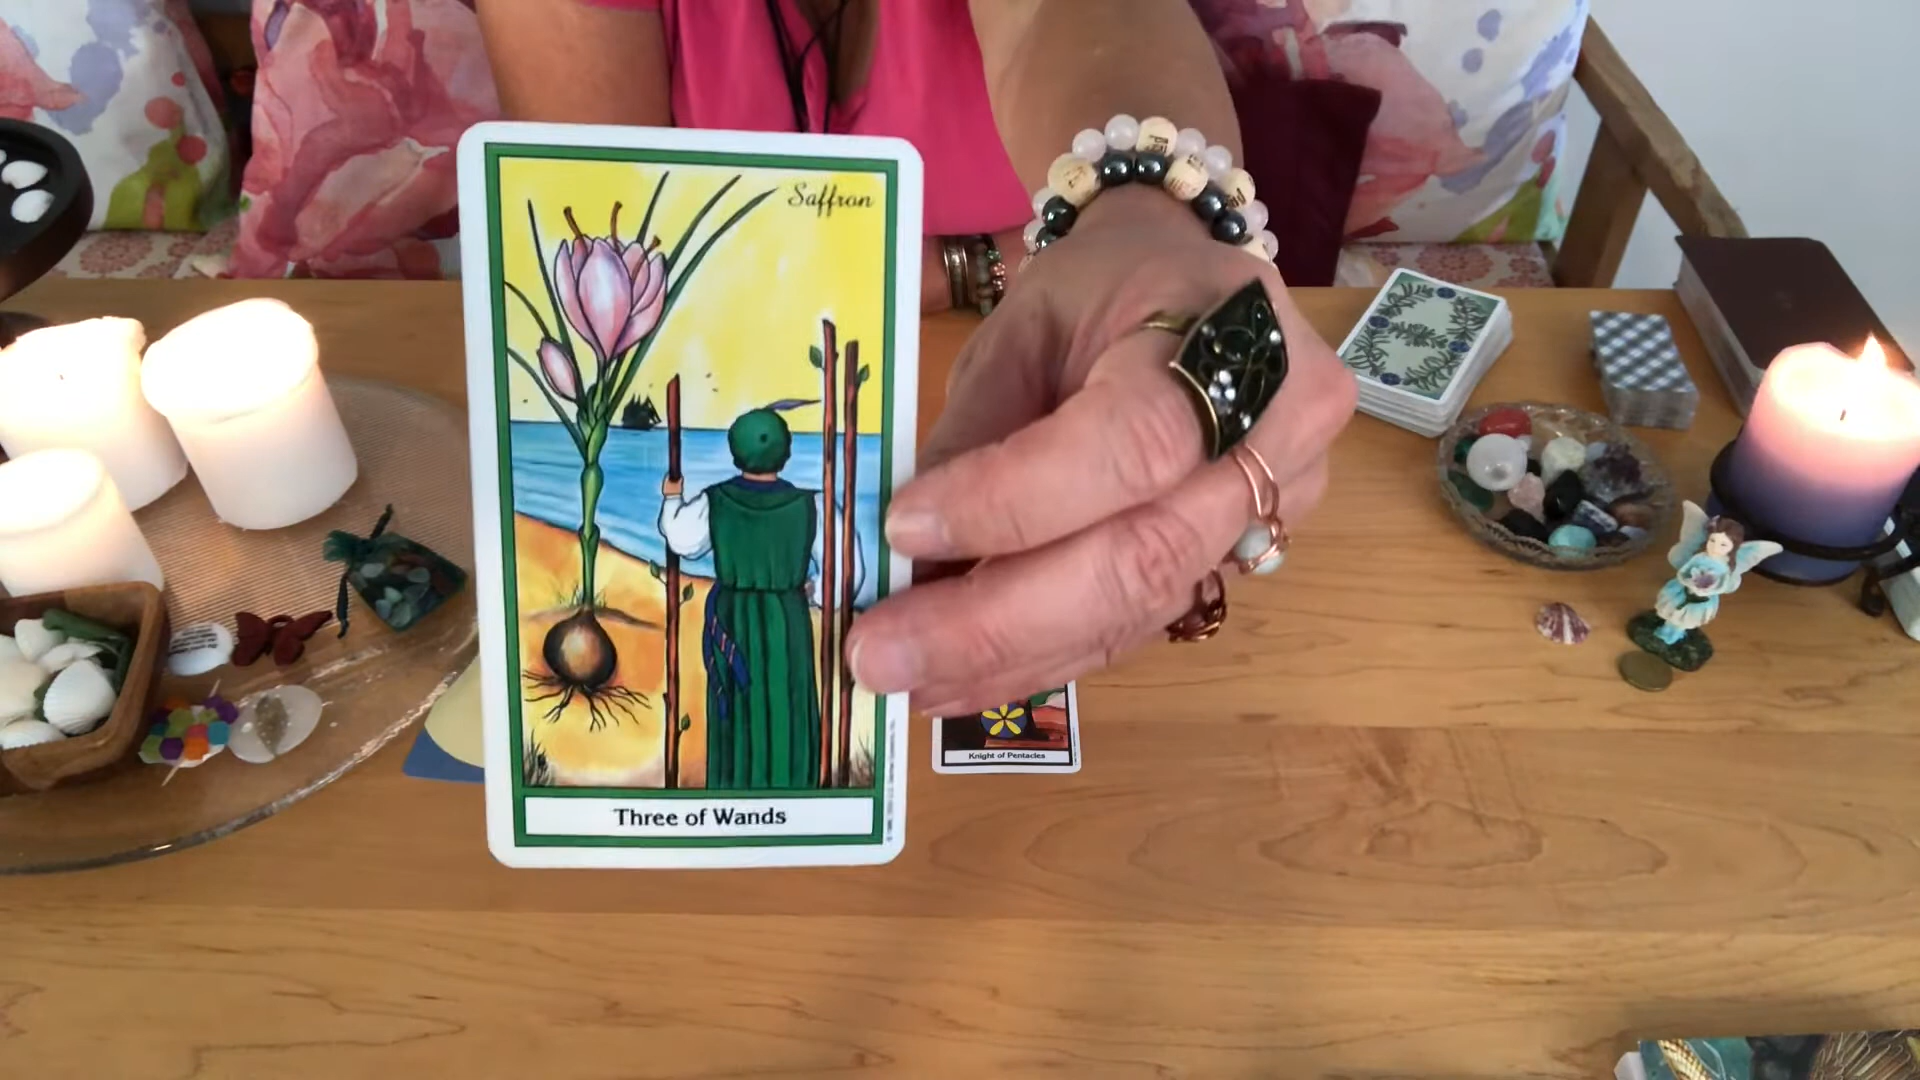 Saffron
Three of Wands
Knight of Pentacles